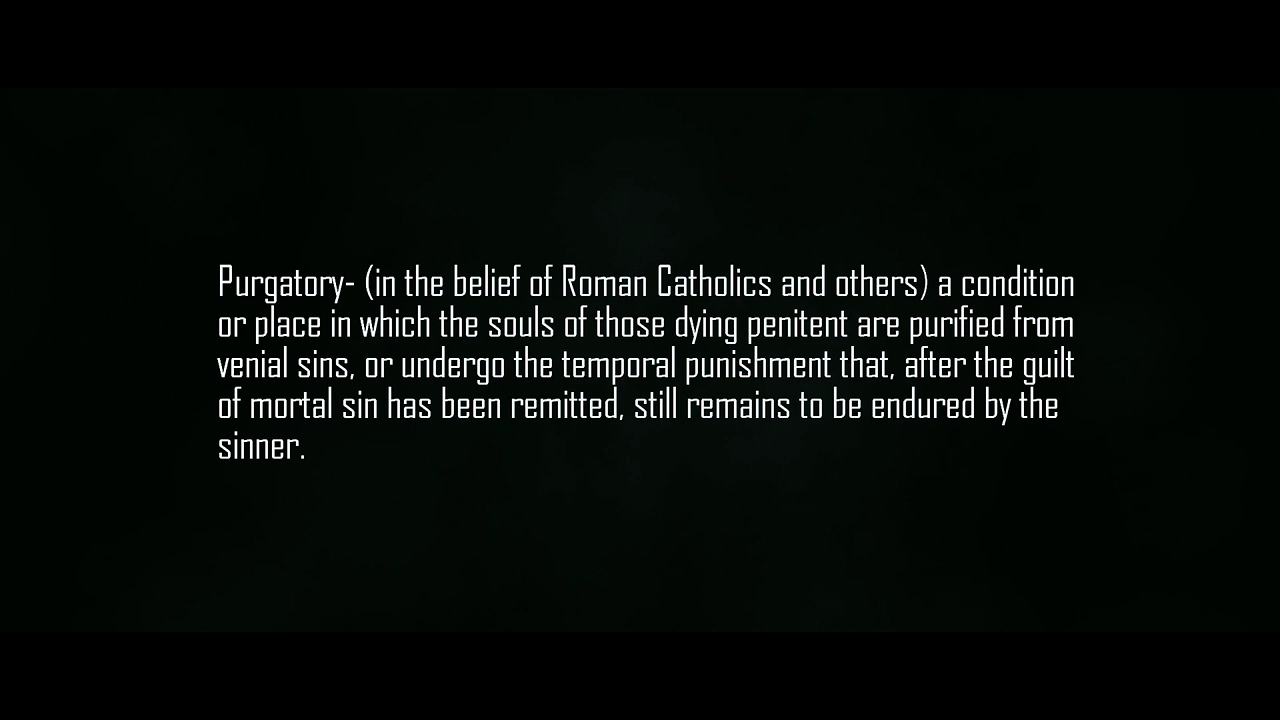 Purgatory- (in the belief of Roman Catholics and others) a condition
or place in which the souls of those dying penitent are purified from
venial sins, or undergo the temporal punishment that, after the guilt
of mortal sin has been remitted, still remains to be endured by the
sinner.